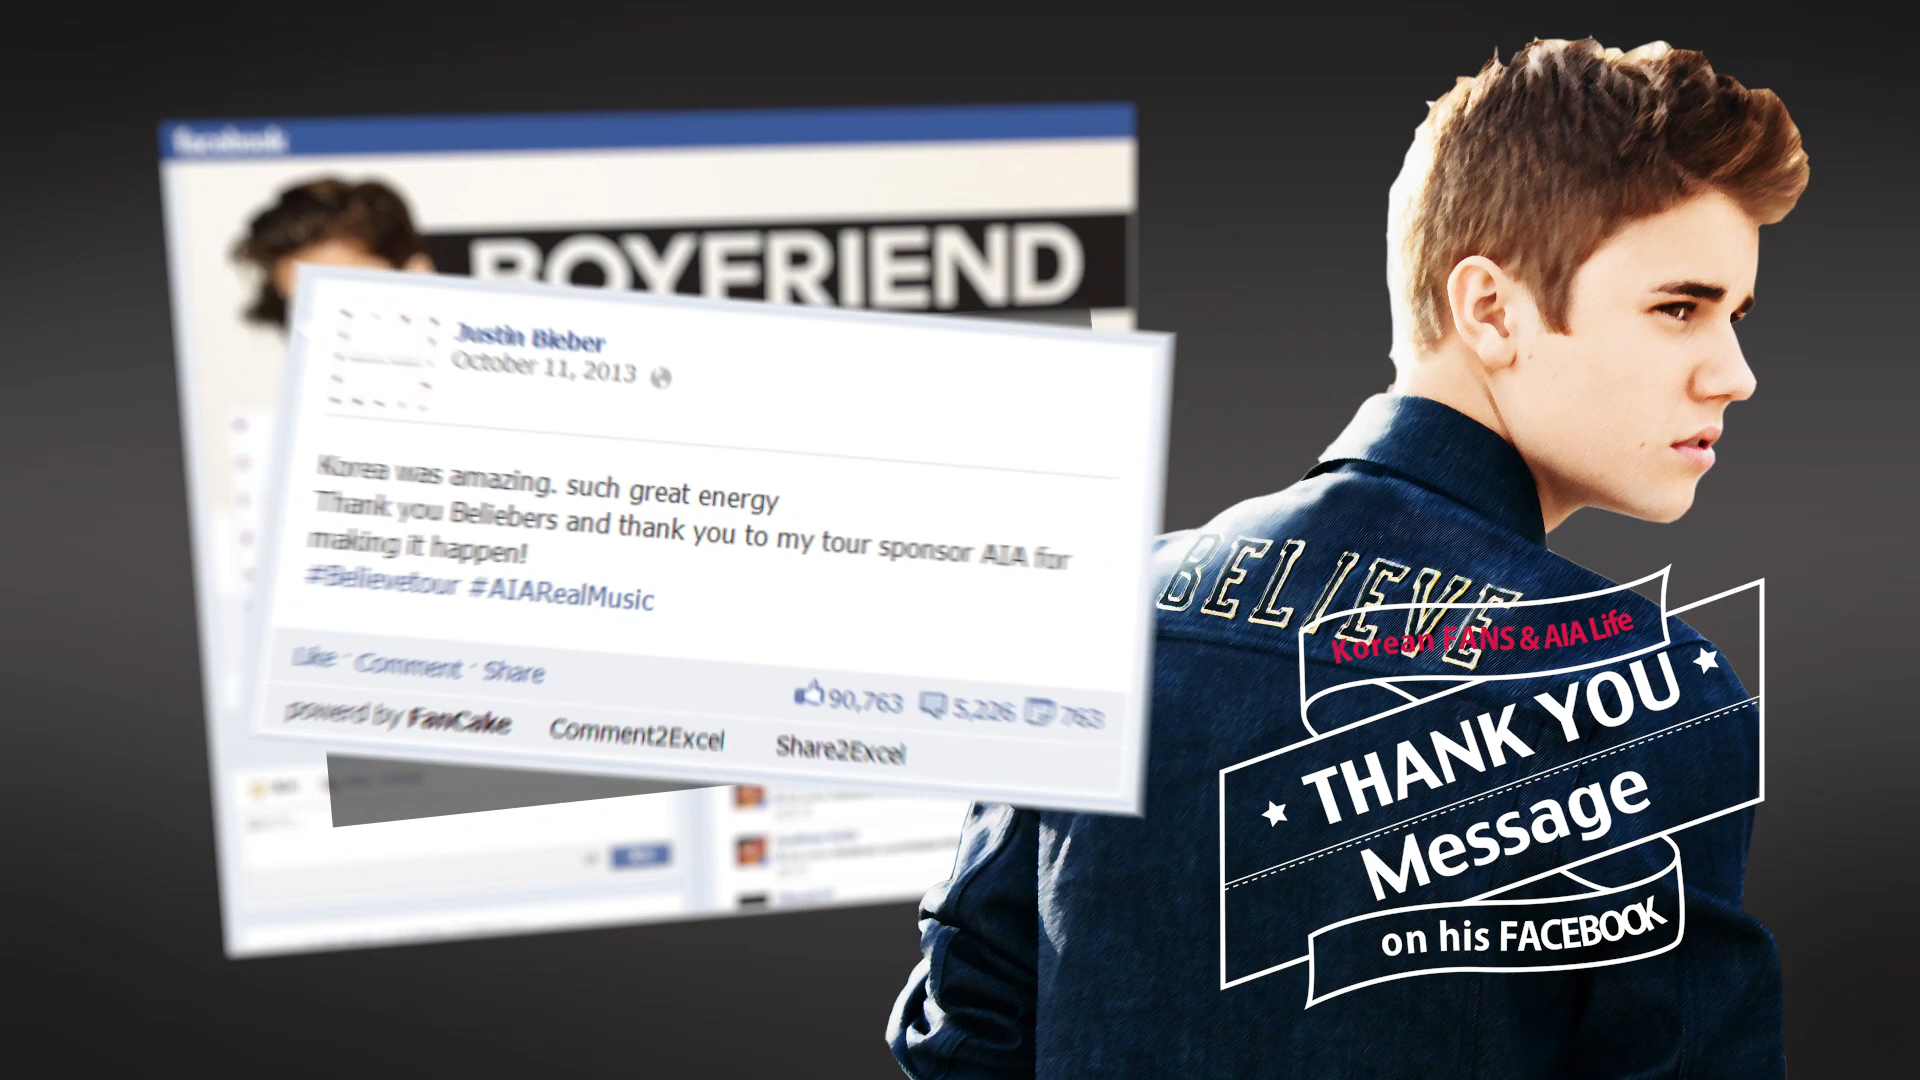 facebook
BOYFRIEND
Justin Bieber
October 11, 2013
Korea was amazing. such great energy
Thank you Beliebers and thank you to my tour sponsor AIA for
making it happen!
#Believetour #AIARealMusic
Like · Comment · Share
90,763 5,226 763
powerd by FanCake Comment2Excel Share2Excel
BELIEVE
Korean FANS & AIA Life
THANK YOU
Message
on his FACEBOOK